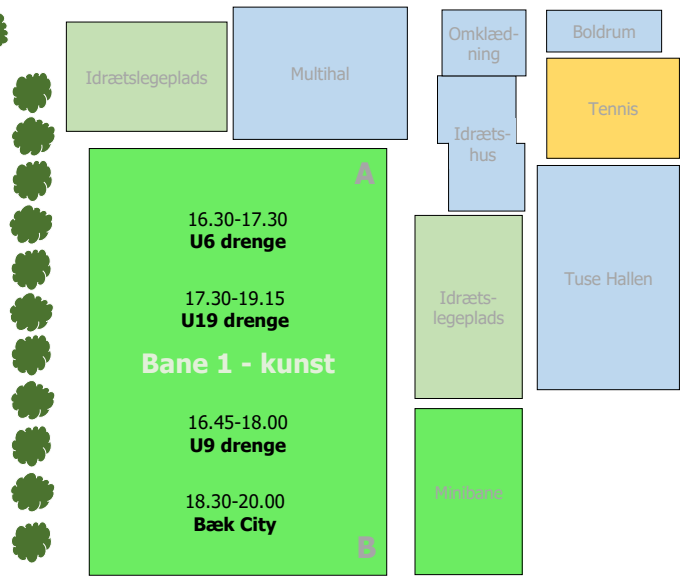 Idrætslegeplads
Multihal
Omklæd-
ning
Boldrum
Idræts-
hus
Tennis
A
16.30-17.30
U6 drenge
17.30-19.15
U19 drenge
Bane 1 - kunst
16.45-18.00
U9 drenge
18.30-20.00
Bæk City
B
Idræts-
legeplads
Tuse Hallen
Minibane